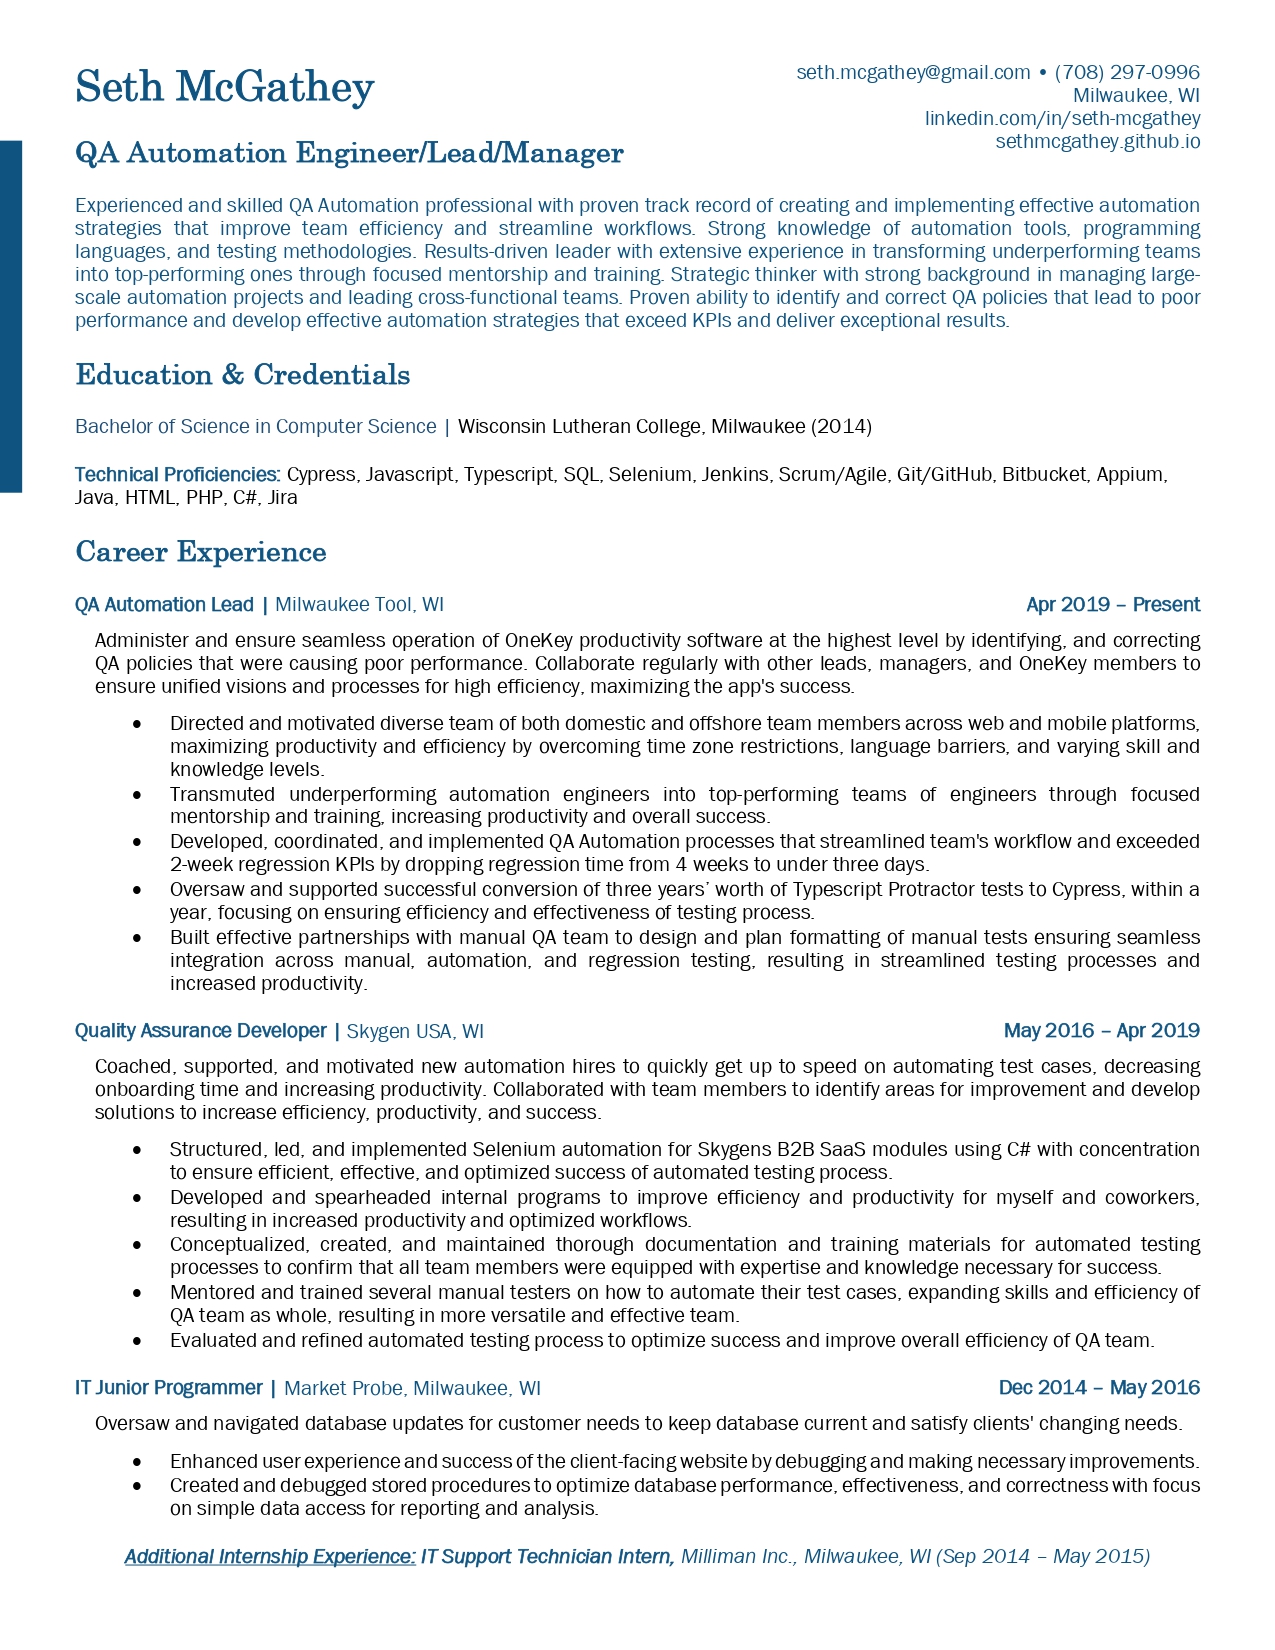 Seth McGathey
seth.mcgathey@gmail.com • (708) 297-0996
Milwaukee, WI
linkedin.com/in/seth-mcgathey
sethmcgathey.github.io
QA Automation Engineer/Lead/Manager
Experienced and skilled QA Automation professional with proven track record of creating and implementing effective automation
strategies that improve team efficiency and streamline workflows. Strong knowledge of automation tools, programming
languages, and testing methodologies. Results-driven leader with extensive experience in transforming underperforming teams
into top-performing ones through focused mentorship and training. Strategic thinker with strong background in managing large-
scale automation projects and leading cross-functional teams. Proven ability to identify and correct QA policies that lead to poor
performance and develop effective automation strategies that exceed KPIs and deliver exceptional results.
Education & Credentials
Bachelor of Science in Computer Science | Wisconsin Lutheran College, Milwaukee (2014)
Technical Proficiencies: Cypress, Javascript, Typescript, SQL, Selenium, Jenkins, Scrum/Agile, Git/GitHub, Bitbucket, Appium,
Java, HTML, PHP, C#, Jira
Career Experience
QA Automation Lead | Milwaukee Tool, WI Apr 2019 – Present
Administer and ensure seamless operation of OneKey productivity software at the highest level by identifying, and correcting
QA policies that were causing poor performance. Collaborate regularly with other leads, managers, and OneKey members to
ensure unified visions and processes for high efficiency, maximizing the app's success.
• Directed and motivated diverse team of both domestic and offshore team members across web and mobile platforms,
maximizing productivity and efficiency by overcoming time zone restrictions, language barriers, and varying skill and
knowledge levels.
• Transmuted underperforming automation engineers into top-performing teams of engineers through focused
mentorship and training, increasing productivity and overall success.
• Developed, coordinated, and implemented QA Automation processes that streamlined team's workflow and exceeded
2-week regression KPIs by dropping regression time from 4 weeks to under three days.
• Oversaw and supported successful conversion of three years’ worth of Typescript Protractor tests to Cypress, within a
year, focusing on ensuring efficiency and effectiveness of testing process.
• Built effective partnerships with manual QA team to design and plan formatting of manual tests ensuring seamless
integration across manual, automation, and regression testing, resulting in streamlined testing processes and
increased productivity.
Quality Assurance Developer | Skygen USA, WI May 2016 – Apr 2019
Coached, supported, and motivated new automation hires to quickly get up to speed on automating test cases, decreasing
onboarding time and increasing productivity. Collaborated with team members to identify areas for improvement and develop
solutions to increase efficiency, productivity, and success.
• Structured, led, and implemented Selenium automation for Skygens B2B SaaS modules using C# with concentration
to ensure efficient, effective, and optimized success of automated testing process.
• Developed and spearheaded internal programs to improve efficiency and productivity for myself and coworkers,
resulting in increased productivity and optimized workflows.
• Conceptualized, created, and maintained thorough documentation and training materials for automated testing
processes to confirm that all team members were equipped with expertise and knowledge necessary for success.
• Mentored and trained several manual testers on how to automate their test cases, expanding skills and efficiency of
QA team as whole, resulting in more versatile and effective team.
• Evaluated and refined automated testing process to optimize success and improve overall efficiency of QA team.
IT Junior Programmer | Market Probe, Milwaukee, WI Dec 2014 – May 2016
Oversaw and navigated database updates for customer needs to keep database current and satisfy clients' changing needs.
• Enhanced user experience and success of the client-facing website by debugging and making necessary improvements.
• Created and debugged stored procedures to optimize database performance, effectiveness, and correctness with focus
on simple data access for reporting and analysis.
Additional Internship Experience: IT Support Technician Intern, Milliman Inc., Milwaukee, WI (Sep 2014 – May 2015)